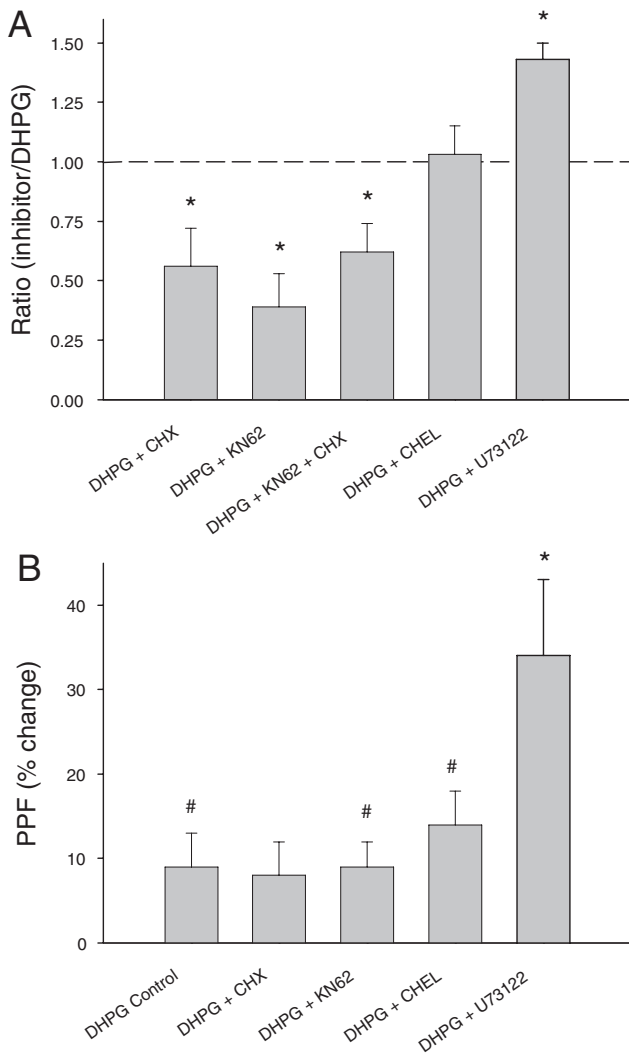 A
Ratio (inhibitor/DHPG)
1.50
1.25
1.00
0.75
0.50
0.25
0.00
*
*
*
*
DHPG + CHX
DHPG + KN62
DHPG + KN62 + CHX
DHPG + CHEL
DHPG + U73122
B
PPF (% change)
40
30
20
10
0
#
#
#
*
DHPG Control
DHPG + CHX
DHPG + KN62
DHPG + CHEL
DHPG + U73122